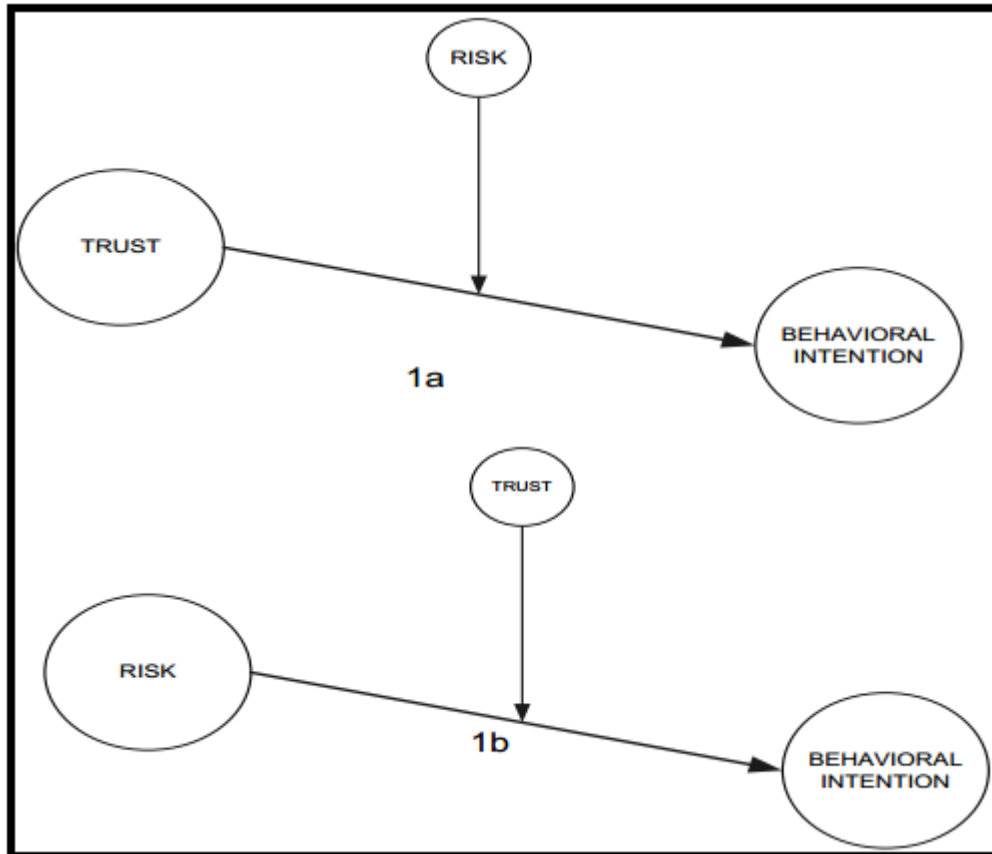 RISK
TRUST
BEHAVIORAL
INTENTION
1a
TRUST
RISK
1b
BEHAVIORAL
INTENTION